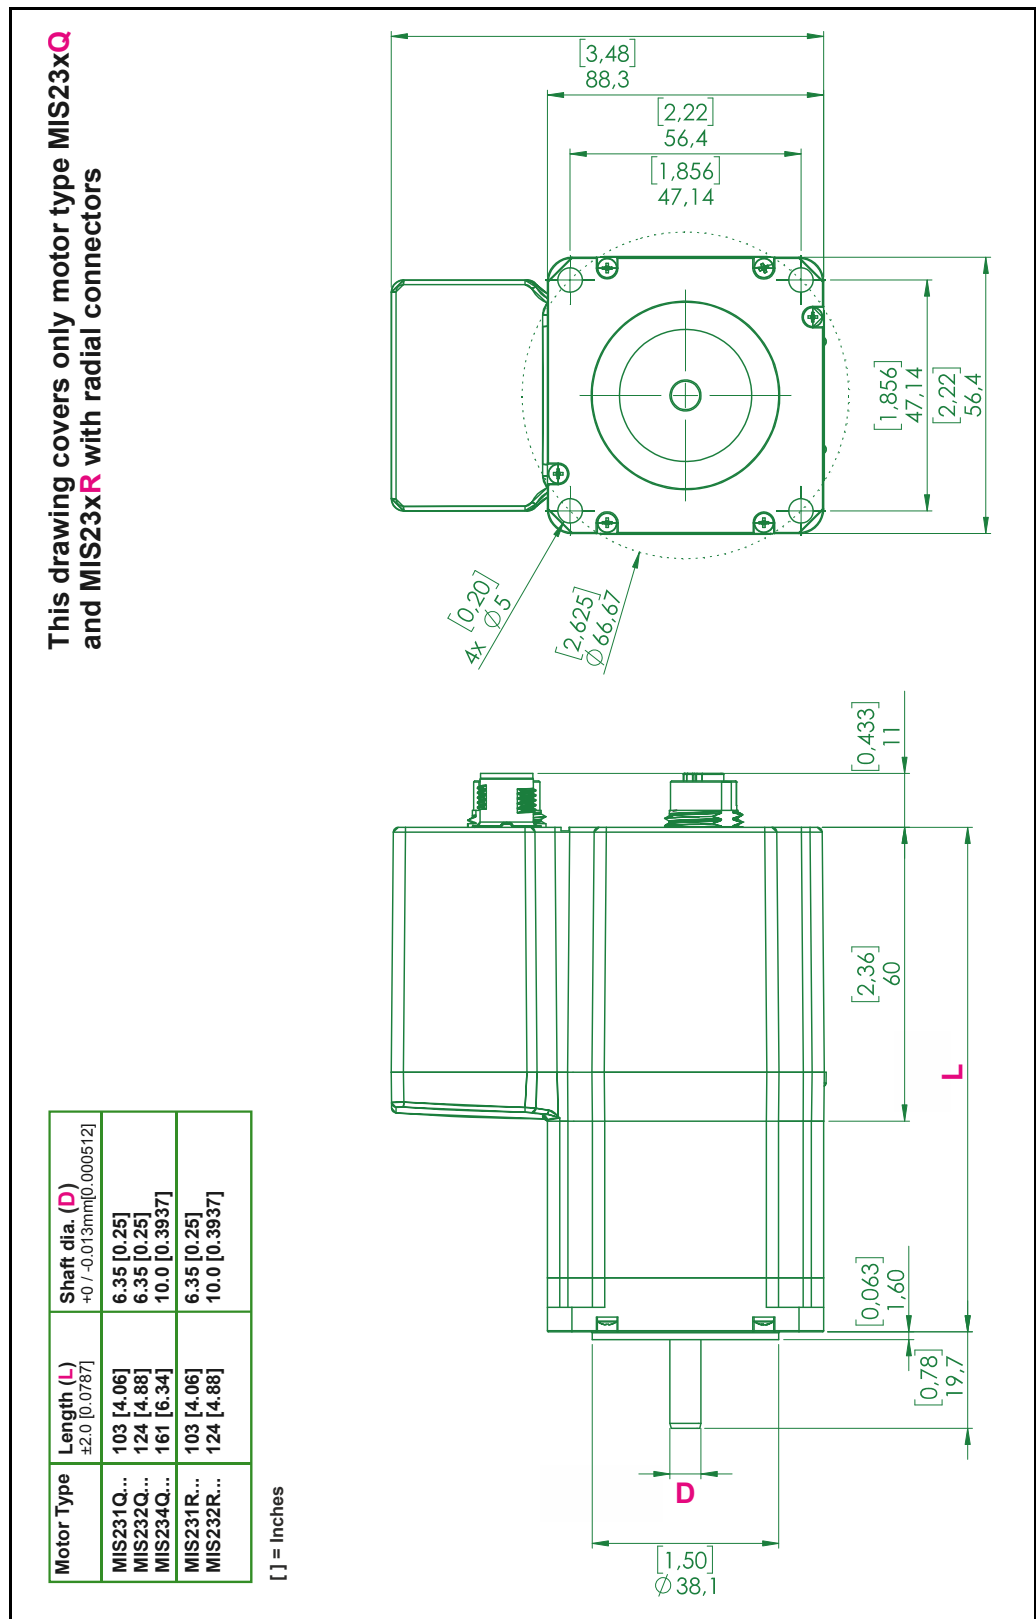 This drawing covers only motor type MIS23xQ
and MIS23xR with radial connectors
[3,48]
88,3
[2,22]
56,4
[1,856]
47,14
[1,856]
47,14
[2,22]
56,4
4x [0,20]
∅ 5
[2,625]
∅ 66,67
[0,433]
11
[2,36]
60
L
[0,063]
1,60
[0,78]
19,7
D
[1,50]
∅ 38,1
Motor Type Length (L) Shaft dia. (D)
±2.0 [0.0787] +0 / -0.013mm[0.000512]
MIS231Q... 103 [4.06] 6.35 [0.25]
MIS232Q... 124 [4.88] 6.35 [0.25]
MIS234Q... 161 [6.34] 10.0 [0.3937]
MIS231R... 103 [4.06] 6.35 [0.25]
MIS232R... 124 [4.88] 10.0 [0.3937]
[ ] = Inches